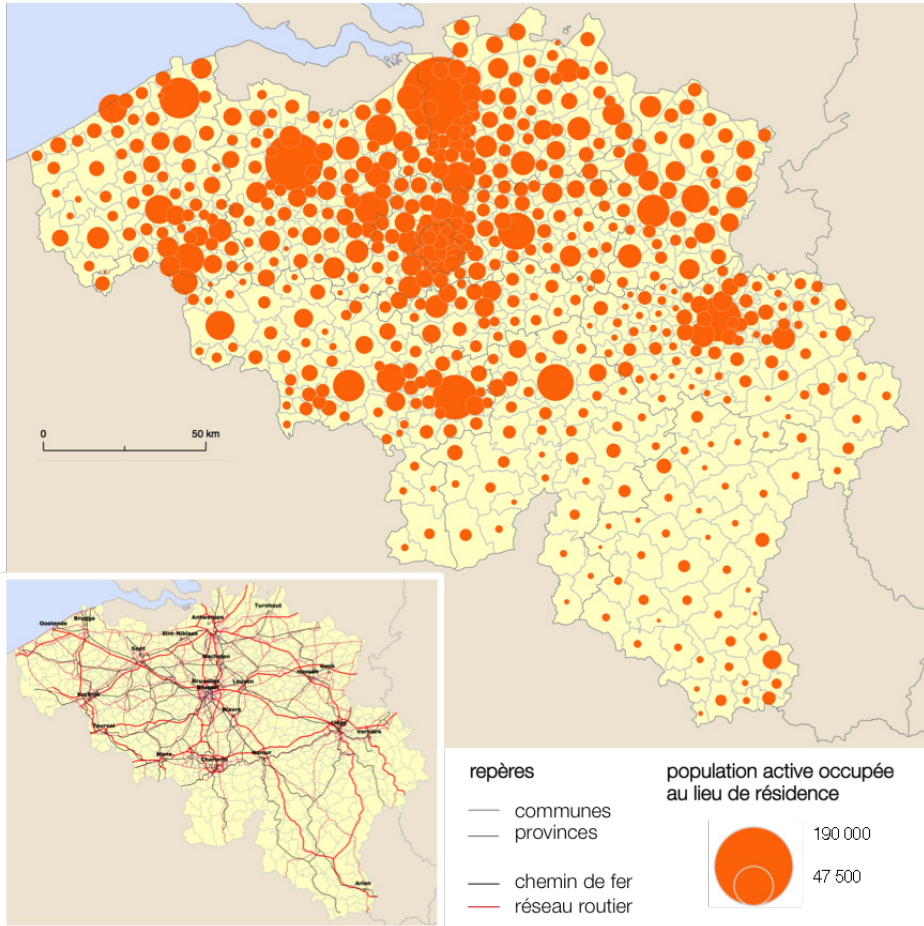 0
50 km
Turnhout
Antwerpen
Brugge
Oostende
Sint-Niklaas
Gent
Mechelen
Genk
Hasselt
Bruxelles
Brussel
Leuven
Kortrijk
Wavre
Tournai
Liège
Verviers
Mons
Namur
Charleroi
Arlon
repères
communes
provinces
chemin de fer
réseau routier
population active occupée
au lieu de résidence
190 000
47 500